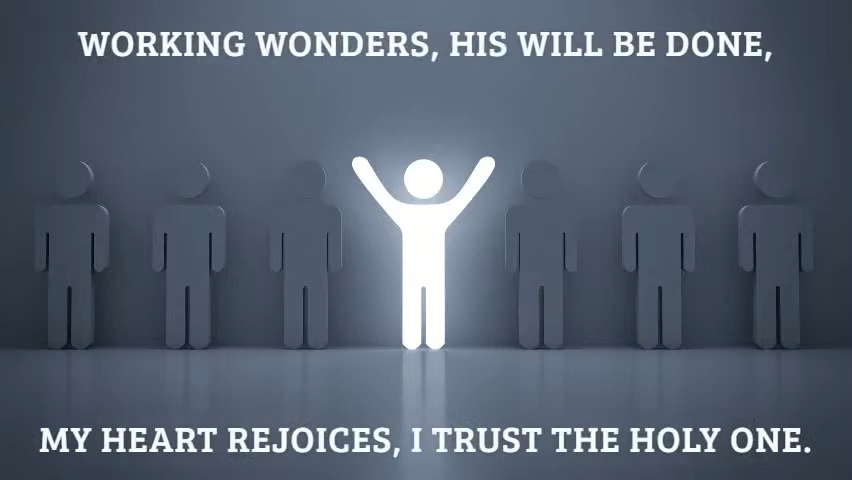 WORKING WONDERS, HIS WILL BE DONE,
MY HEART REJOICES, I TRUST THE HOLY ONE.